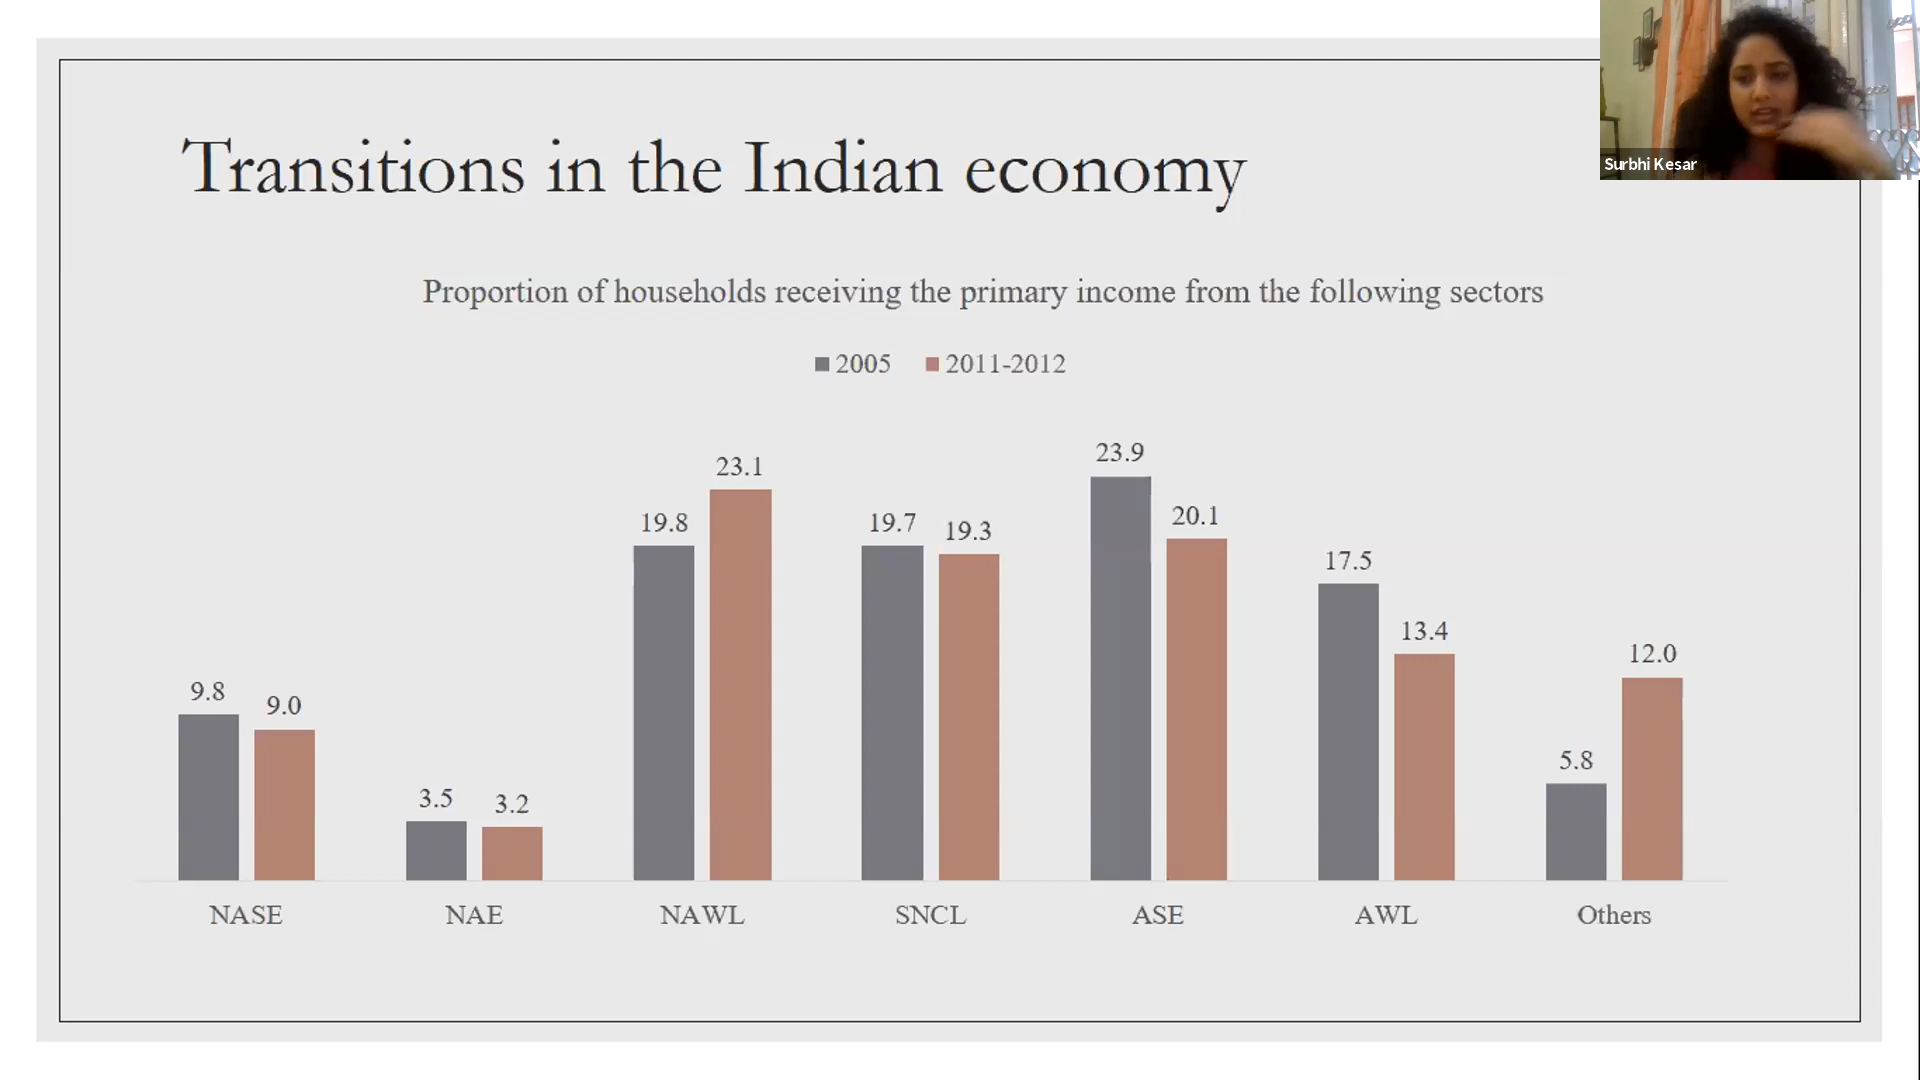 Surbhi Kesar
Transitions in the Indian economy
Proportion of households receiving the primary income from the following sectors
2005 2011-2012
9.8 9.0 3.5 3.2 19.8 23.1 19.7 19.3 23.9 20.1 17.5 13.4 5.8 12.0
NASE NAE NAWL SNCL ASE AWL Others